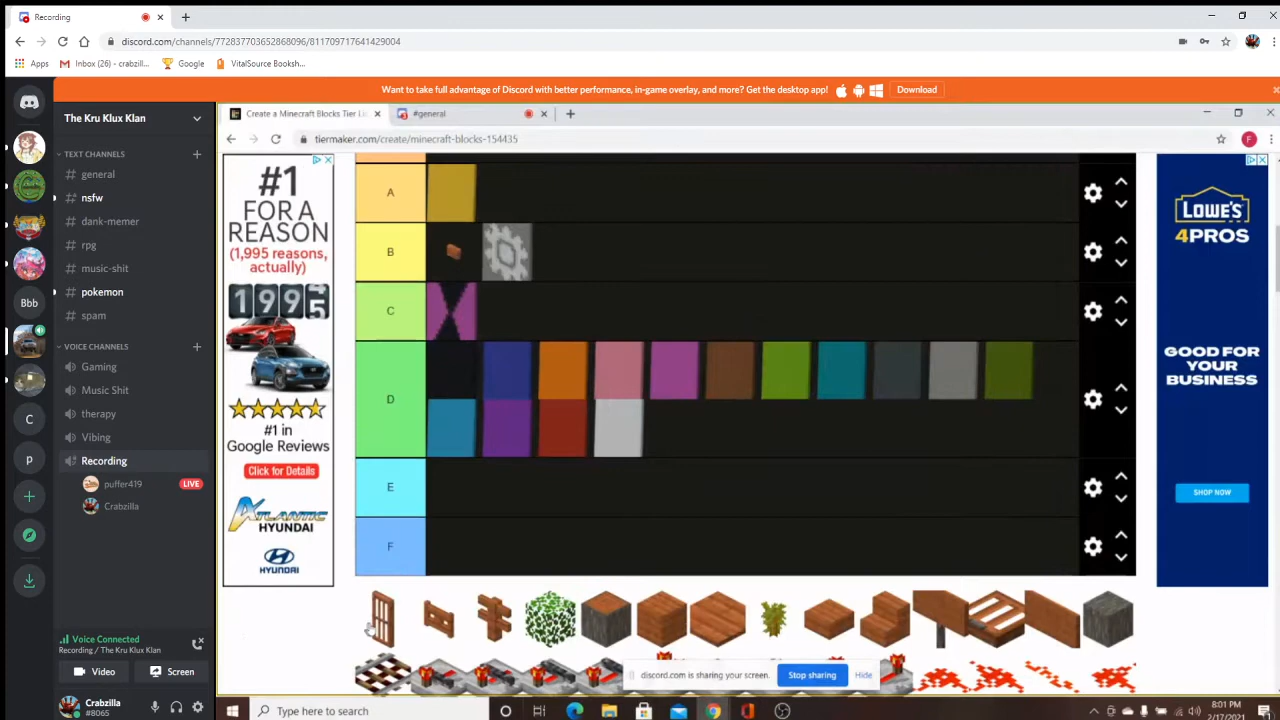 Recording
discord.com/channels/772837703652868096/811709717641429004
Apps
Inbox (26) - crabzill...
Google
VitalSource Booksh...
Want to take full advantage of Discord with better performance, in-game overlay, and more? Get the desktop app!
Download
The Kru Klux Klan
TEXT CHANNELS
general
nsfw
dank-memer
rpg
music-shit
pokemon
spam
VOICE CHANNELS
Gaming
Music Shit
therapy
Vibing
Recording
puffer419
LIVE
Crabzilla
Bbb
C
p
Voice Connected
Recording / The Kru Klux Klan
Video
Screen
Crabzilla
#8065
Create a Minecraft Blocks Tier Li
#general
tiermaker.com/create/minecraft-blocks-154435
F
#1
FOR A
REASON
(1,995 reasons,
actually)
#1 in
Google Reviews
Click for Details
ATLANTIC
HYUNDAI
HYUNDAI
A
B
C
D
E
F
LOWE'S
4PROS
GOOD FOR
YOUR
BUSINESS
SHOP NOW
discord.com is sharing your screen.
Stop sharing
Hide
Type here to search
8:01 PM
2/17/2021